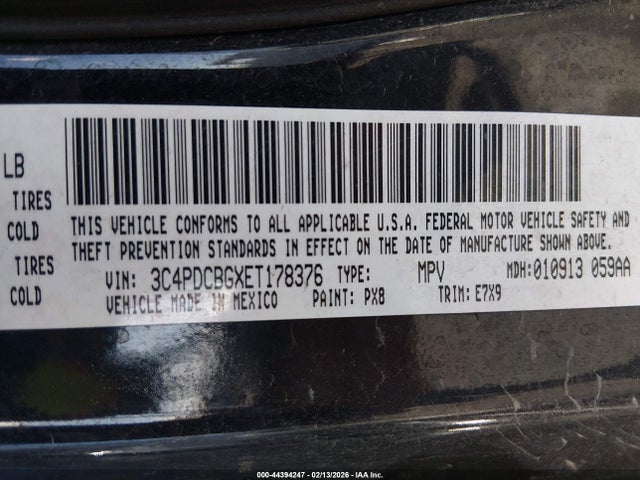 LB
TIRES
COLD
TIRES
COLD
THIS VEHICLE CONFORMS TO ALL APPLICABLE U.S.A. FEDERAL MOTOR VEHICLE SAFETY AND
THEFT PREVENTION STANDARDS IN EFFECT ON THE DATE OF MANUFACTURE SHOWN ABOVE.
VIN: 3C4PDCBGXET178376 TYPE: MPV MDH:010913 059AA
VEHICLE MADE IN MEXICO PAINT: PX8 TRIM: E7X9
000-44394247 - 02/13/2026 - IAA Inc.